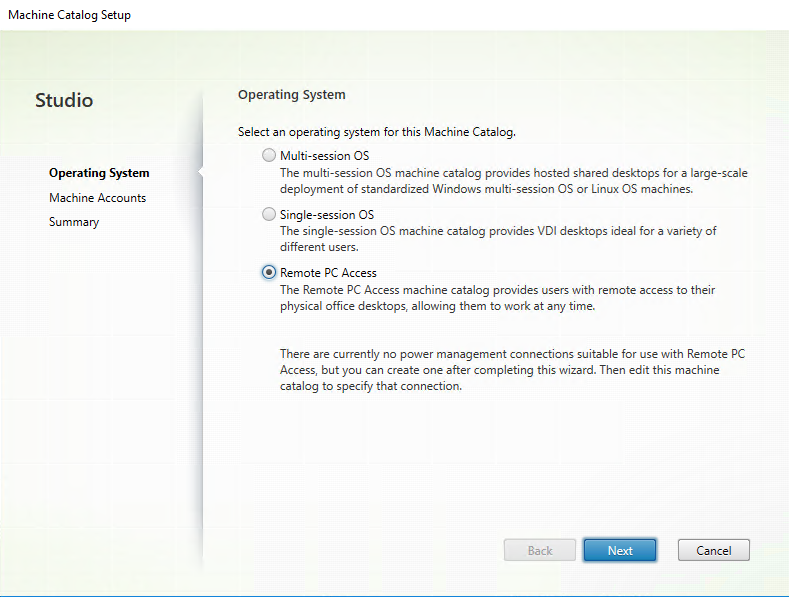 Machine Catalog Setup
Studio
Operating System
Machine Accounts
Summary
Operating System
Select an operating system for this Machine Catalog.
Multi-session OS
The multi-session OS machine catalog provides hosted shared desktops for a large-scale
deployment of standardized Windows multi-session OS or Linux OS machines.
Single-session OS
The single-session OS machine catalog provides VDI desktops ideal for a variety of
different users.
Remote PC Access
The Remote PC Access machine catalog provides users with remote access to their
physical office desktops, allowing them to work at any time.
There are currently no power management connections suitable for use with Remote PC
Access, but you can create one after completing this wizard. Then edit this machine
catalog to specify that connection.
Back Next Cancel